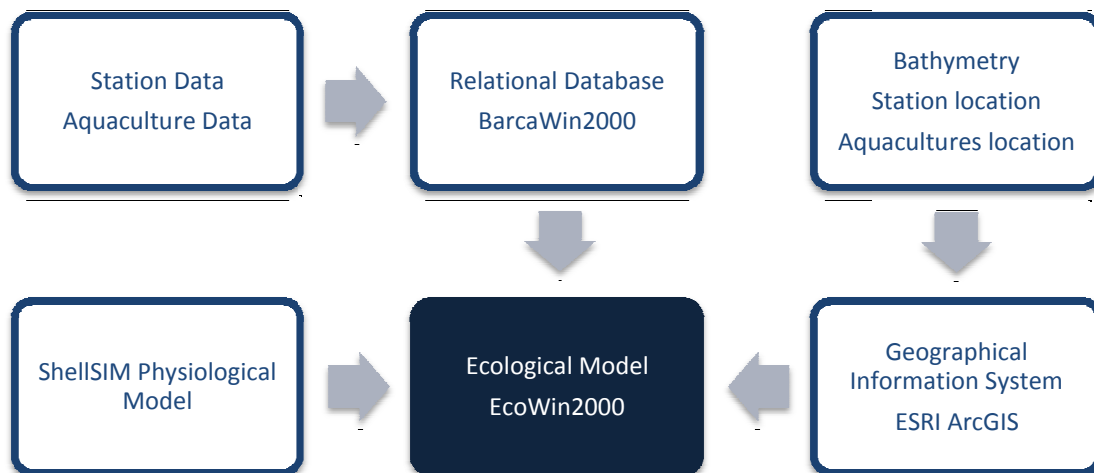 Station Data
Aquaculture Data
Relational Database
BarcaWin2000
Bathymetry
Station location
Aquacultures location
ShellSIM Physiological
Model
Ecological Model
EcoWin2000
Geographical
Information System
ESRI ArcGIS